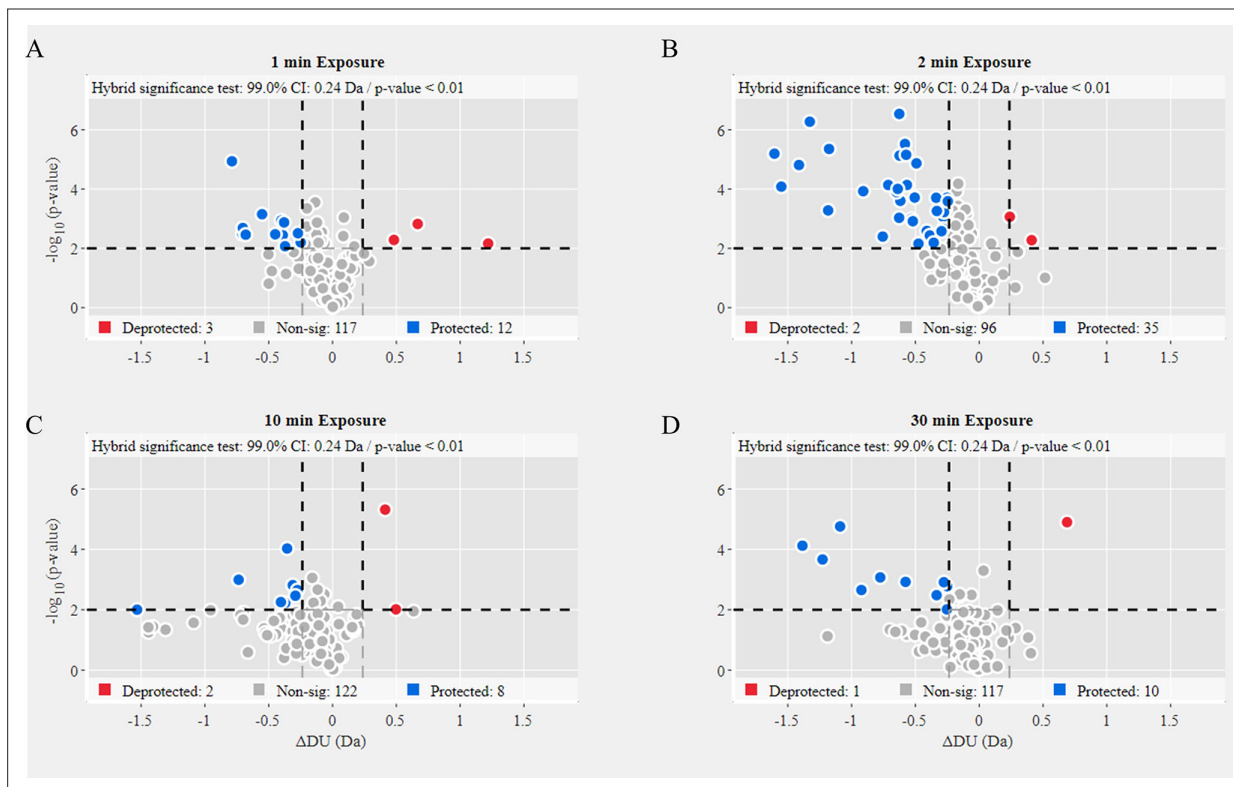 A
1 min Exposure
Hybrid significance test: 99.0% CI: 0.24 Da / p-value < 0.01
-log10 (p-value)
6
4
2
0
Deprotected: 3 Non-sig: 117 Protected: 12
-1.5 -1 -0.5 0 0.5 1 1.5
B
2 min Exposure
Hybrid significance test: 99.0% CI: 0.24 Da / p-value < 0.01
6
4
2
0
Deprotected: 2 Non-sig: 96 Protected: 35
-1.5 -1 -0.5 0 0.5 1 1.5
C
10 min Exposure
Hybrid significance test: 99.0% CI: 0.24 Da / p-value < 0.01
-log10 (p-value)
6
4
2
0
Deprotected: 2 Non-sig: 122 Protected: 8
-1.5 -1 -0.5 0 0.5 1 1.5
ΔDU (Da)
D
30 min Exposure
Hybrid significance test: 99.0% CI: 0.24 Da / p-value < 0.01
6
4
2
0
Deprotected: 1 Non-sig: 117 Protected: 10
-1.5 -1 -0.5 0 0.5 1 1.5
ΔDU (Da)